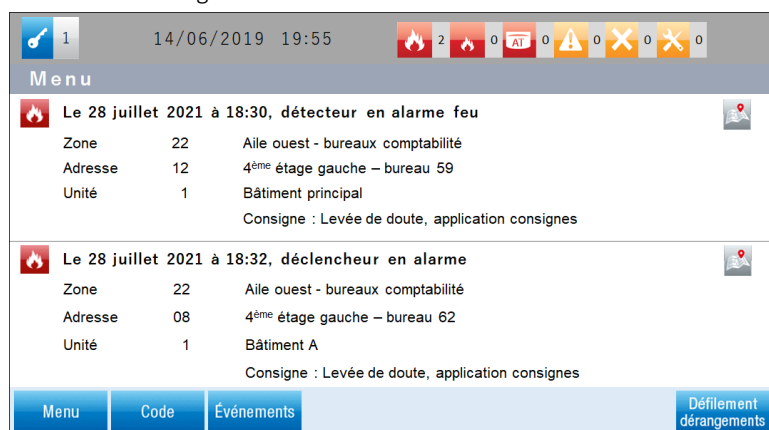 1 14/06/2019 19:55 2 0 AT 0 0 0 0
Menu
Le 28 juillet 2021 à 18:30, détecteur en alarme feu
Zone 22 Aile ouest - bureaux comptabilité
Adresse 12 4ème étage gauche – bureau 59
Unité 1 Bâtiment principal
Consigne : Levée de doute, application consignes
Le 28 juillet 2021 à 18:32, déclencheur en alarme
Zone 22 Aile ouest - bureaux comptabilité
Adresse 08 4ème étage gauche – bureau 62
Unité 1 Bâtiment A
Consigne : Levée de doute, application consignes
Menu Code Événements Défilement
dérangements